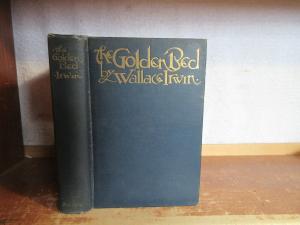 the
Golden
Bed
Irwin
the Golden Bed
by Wallace Irwin